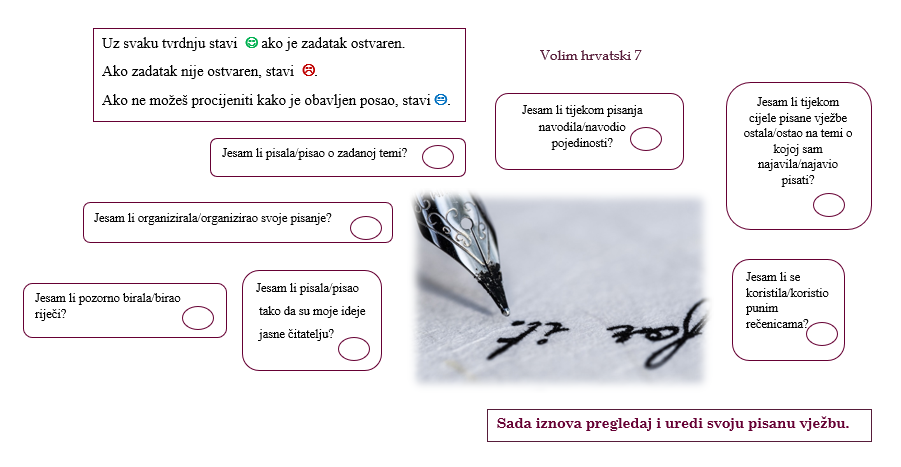 Uz svaku tvrdnju stavi ako je zadatak ostvaren.
Ako zadatak nije ostvaren, stavi .
Ako ne možeš procijeniti kako je obavljen posao, stavi .
Volim hrvatski 7
Jesam li tijekom pisanja
navodila/navodio
pojedinosti?
Jesam li tijekom
cijele pisane vježbe
ostala/ostao na temi o
kojoj sam
najavila/najavio
pisati?
Jesam li pisala/pisao o zadanoj temi?
Jesam li organizirala/organizirao svoje pisanje?
Jesam li pozorno birala/birao
riječi?
Jesam li pisala/pisao
tako da su moje ideje
jasne čitatelju?
Jesam li se
koristila/koristio
punim
rečenicama?
for it.
Sada iznova pregledaj i uredi svoju pisanu vježbu.